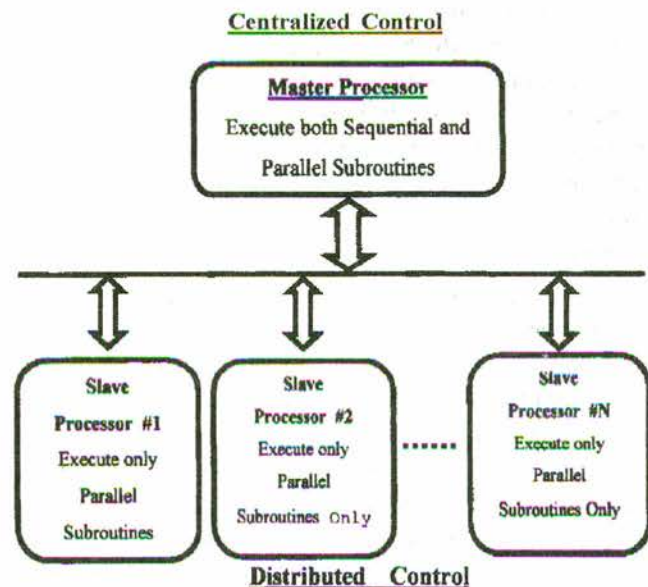 Centralized Control
Master Processor
Execute both Sequential and
Parallel Subroutines
Slave
Processor #1
Execute only
Parallel
Subroutines
Slave
Processor #2
Execute only
Parallel
Subroutines Only
Slave
Processor #N
Execute only
Parallel
Subroutines Only
Distributed Control